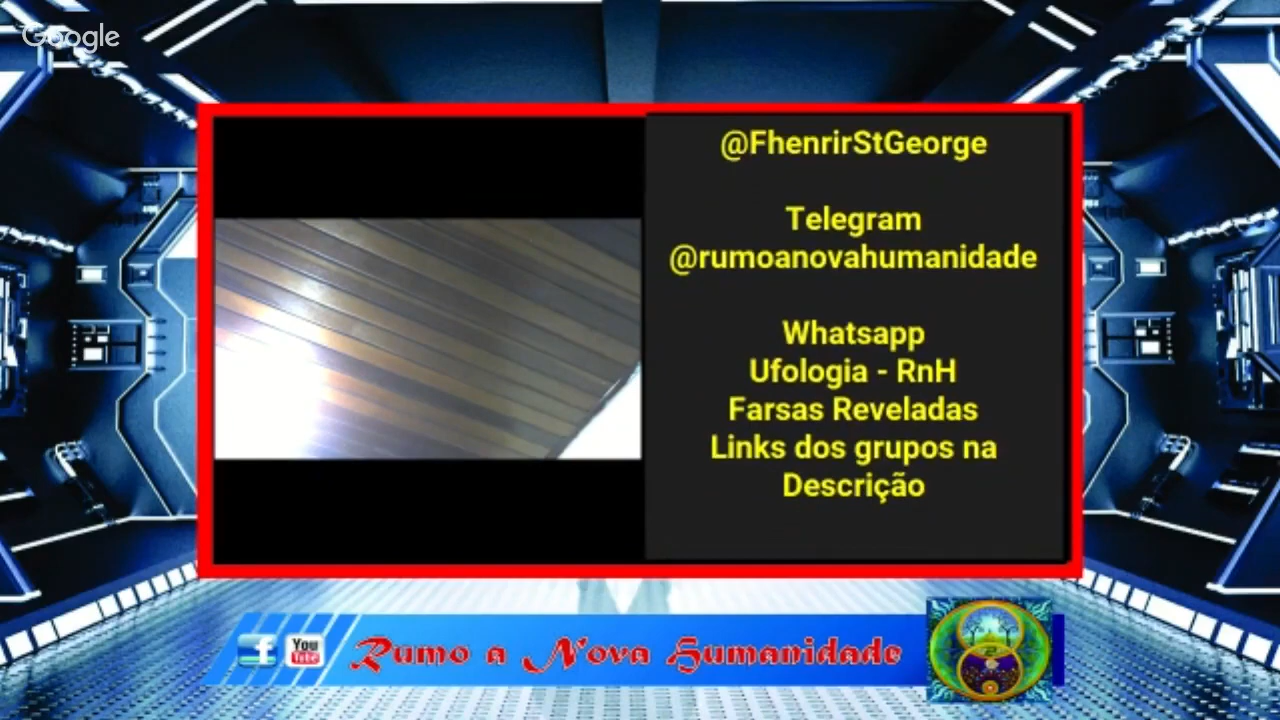 Google
@FhenrirStGeorge
Telegram
@rumoanovahumanidade
Whatsapp
Ufologia - RnH
Farsas Reveladas
Links dos grupos na
Descrição
f You Tube Rumo a Nova Humanidade